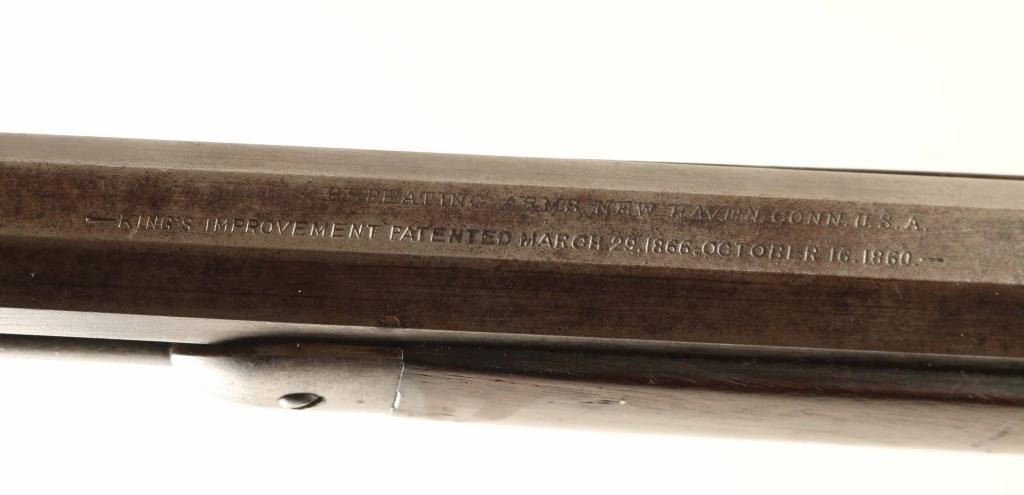 REPEATING ARMS, NEW HAVEN, CONN. U.S.A.
—KING'S IMPROVEMENT PATENTED MARCH 29.1866.OCTOBER 16.1860.—